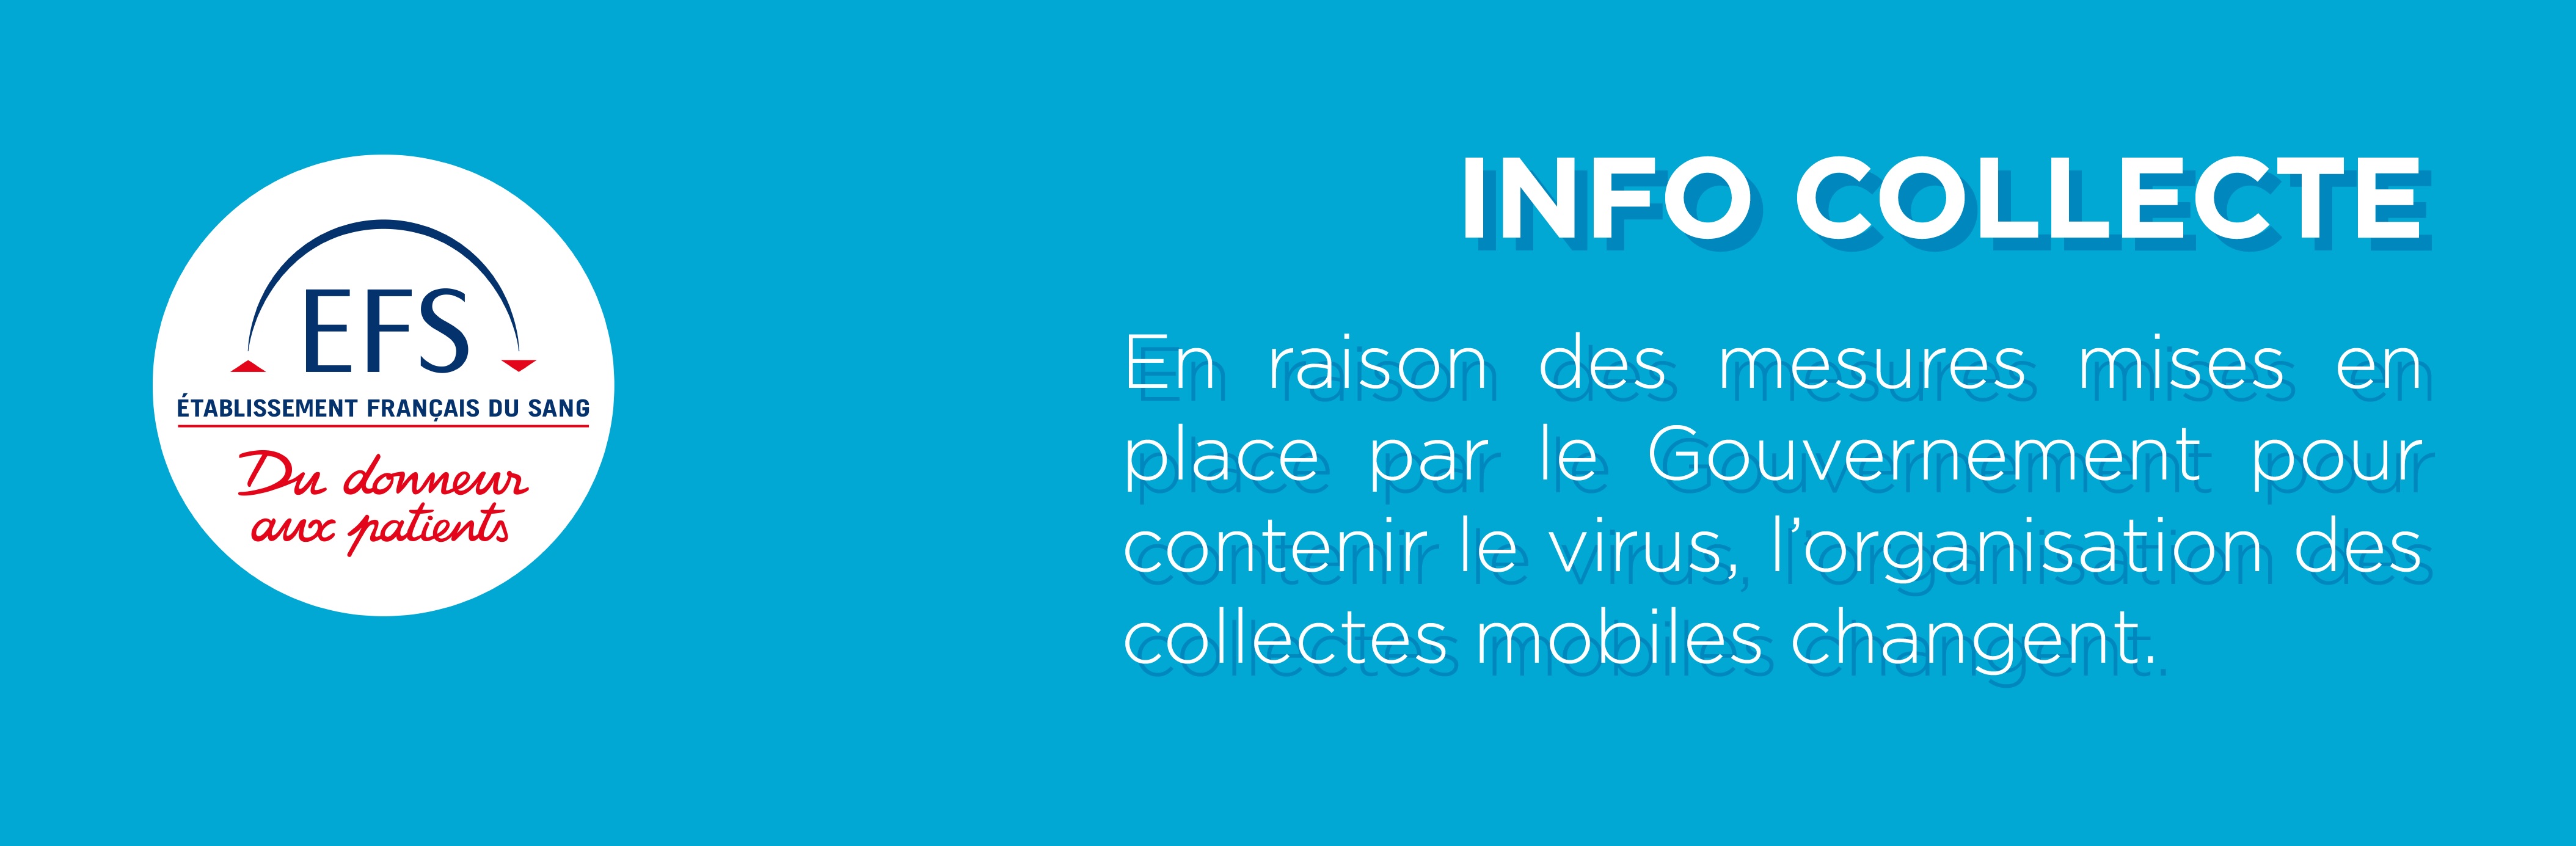 EFS
ÉTABLISSEMENT FRANÇAIS DU SANG
Du donneur
aux patients
INFO COLLECTE
En raison des mesures mises en
place par le Gouvernement pour
contenir le virus, l’organisation des
collectes mobiles changent.